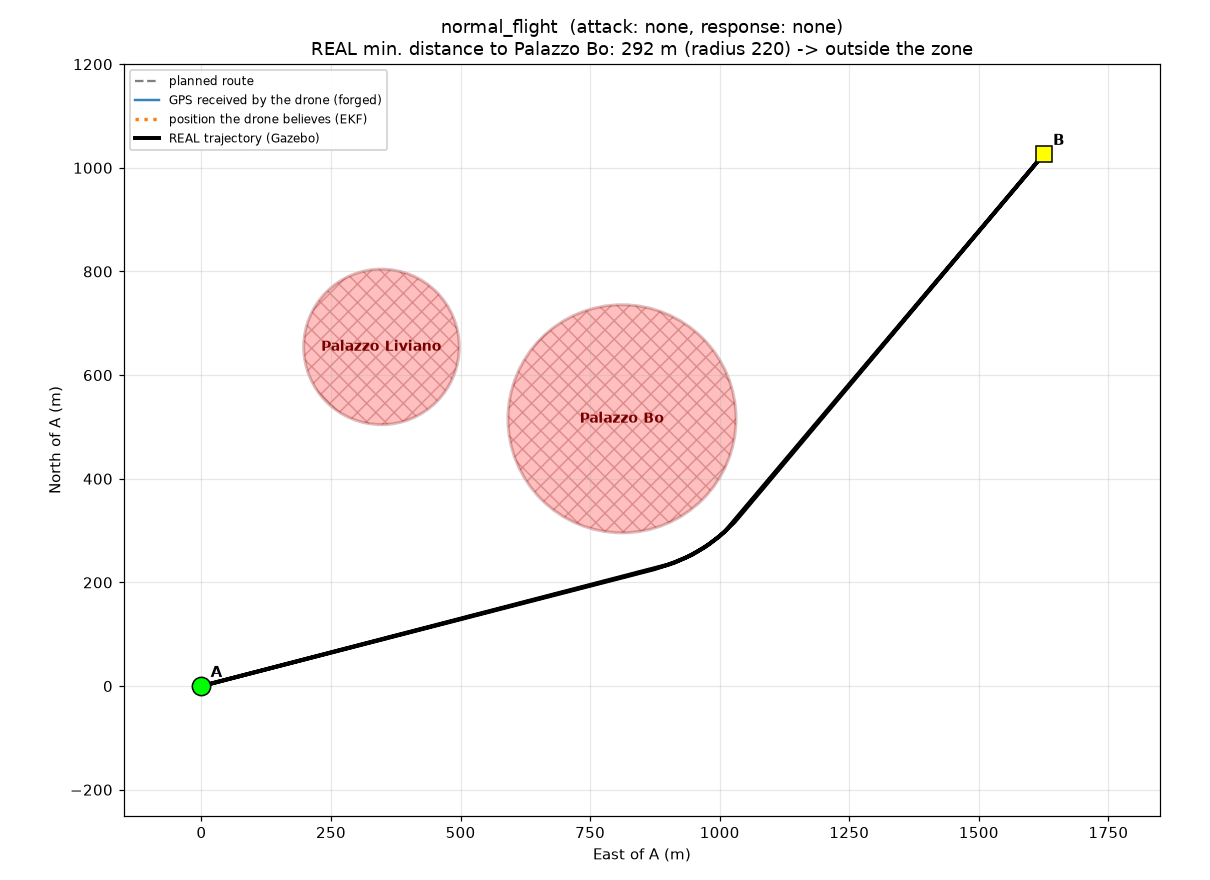 normal_flight  (attack: none, response: none)
REAL min. distance to Palazzo Bo: 292 m (radius 220) -> outside the zone
planned route
GPS received by the drone (forged)
position the drone believes (EKF)
REAL trajectory (Gazebo)
1200
1000
800
600
400
200
0
−200
North of A (m)
B
Palazzo Liviano
Palazzo Bo
A
0
250
500
750
1000
1250
1500
1750
East of A (m)